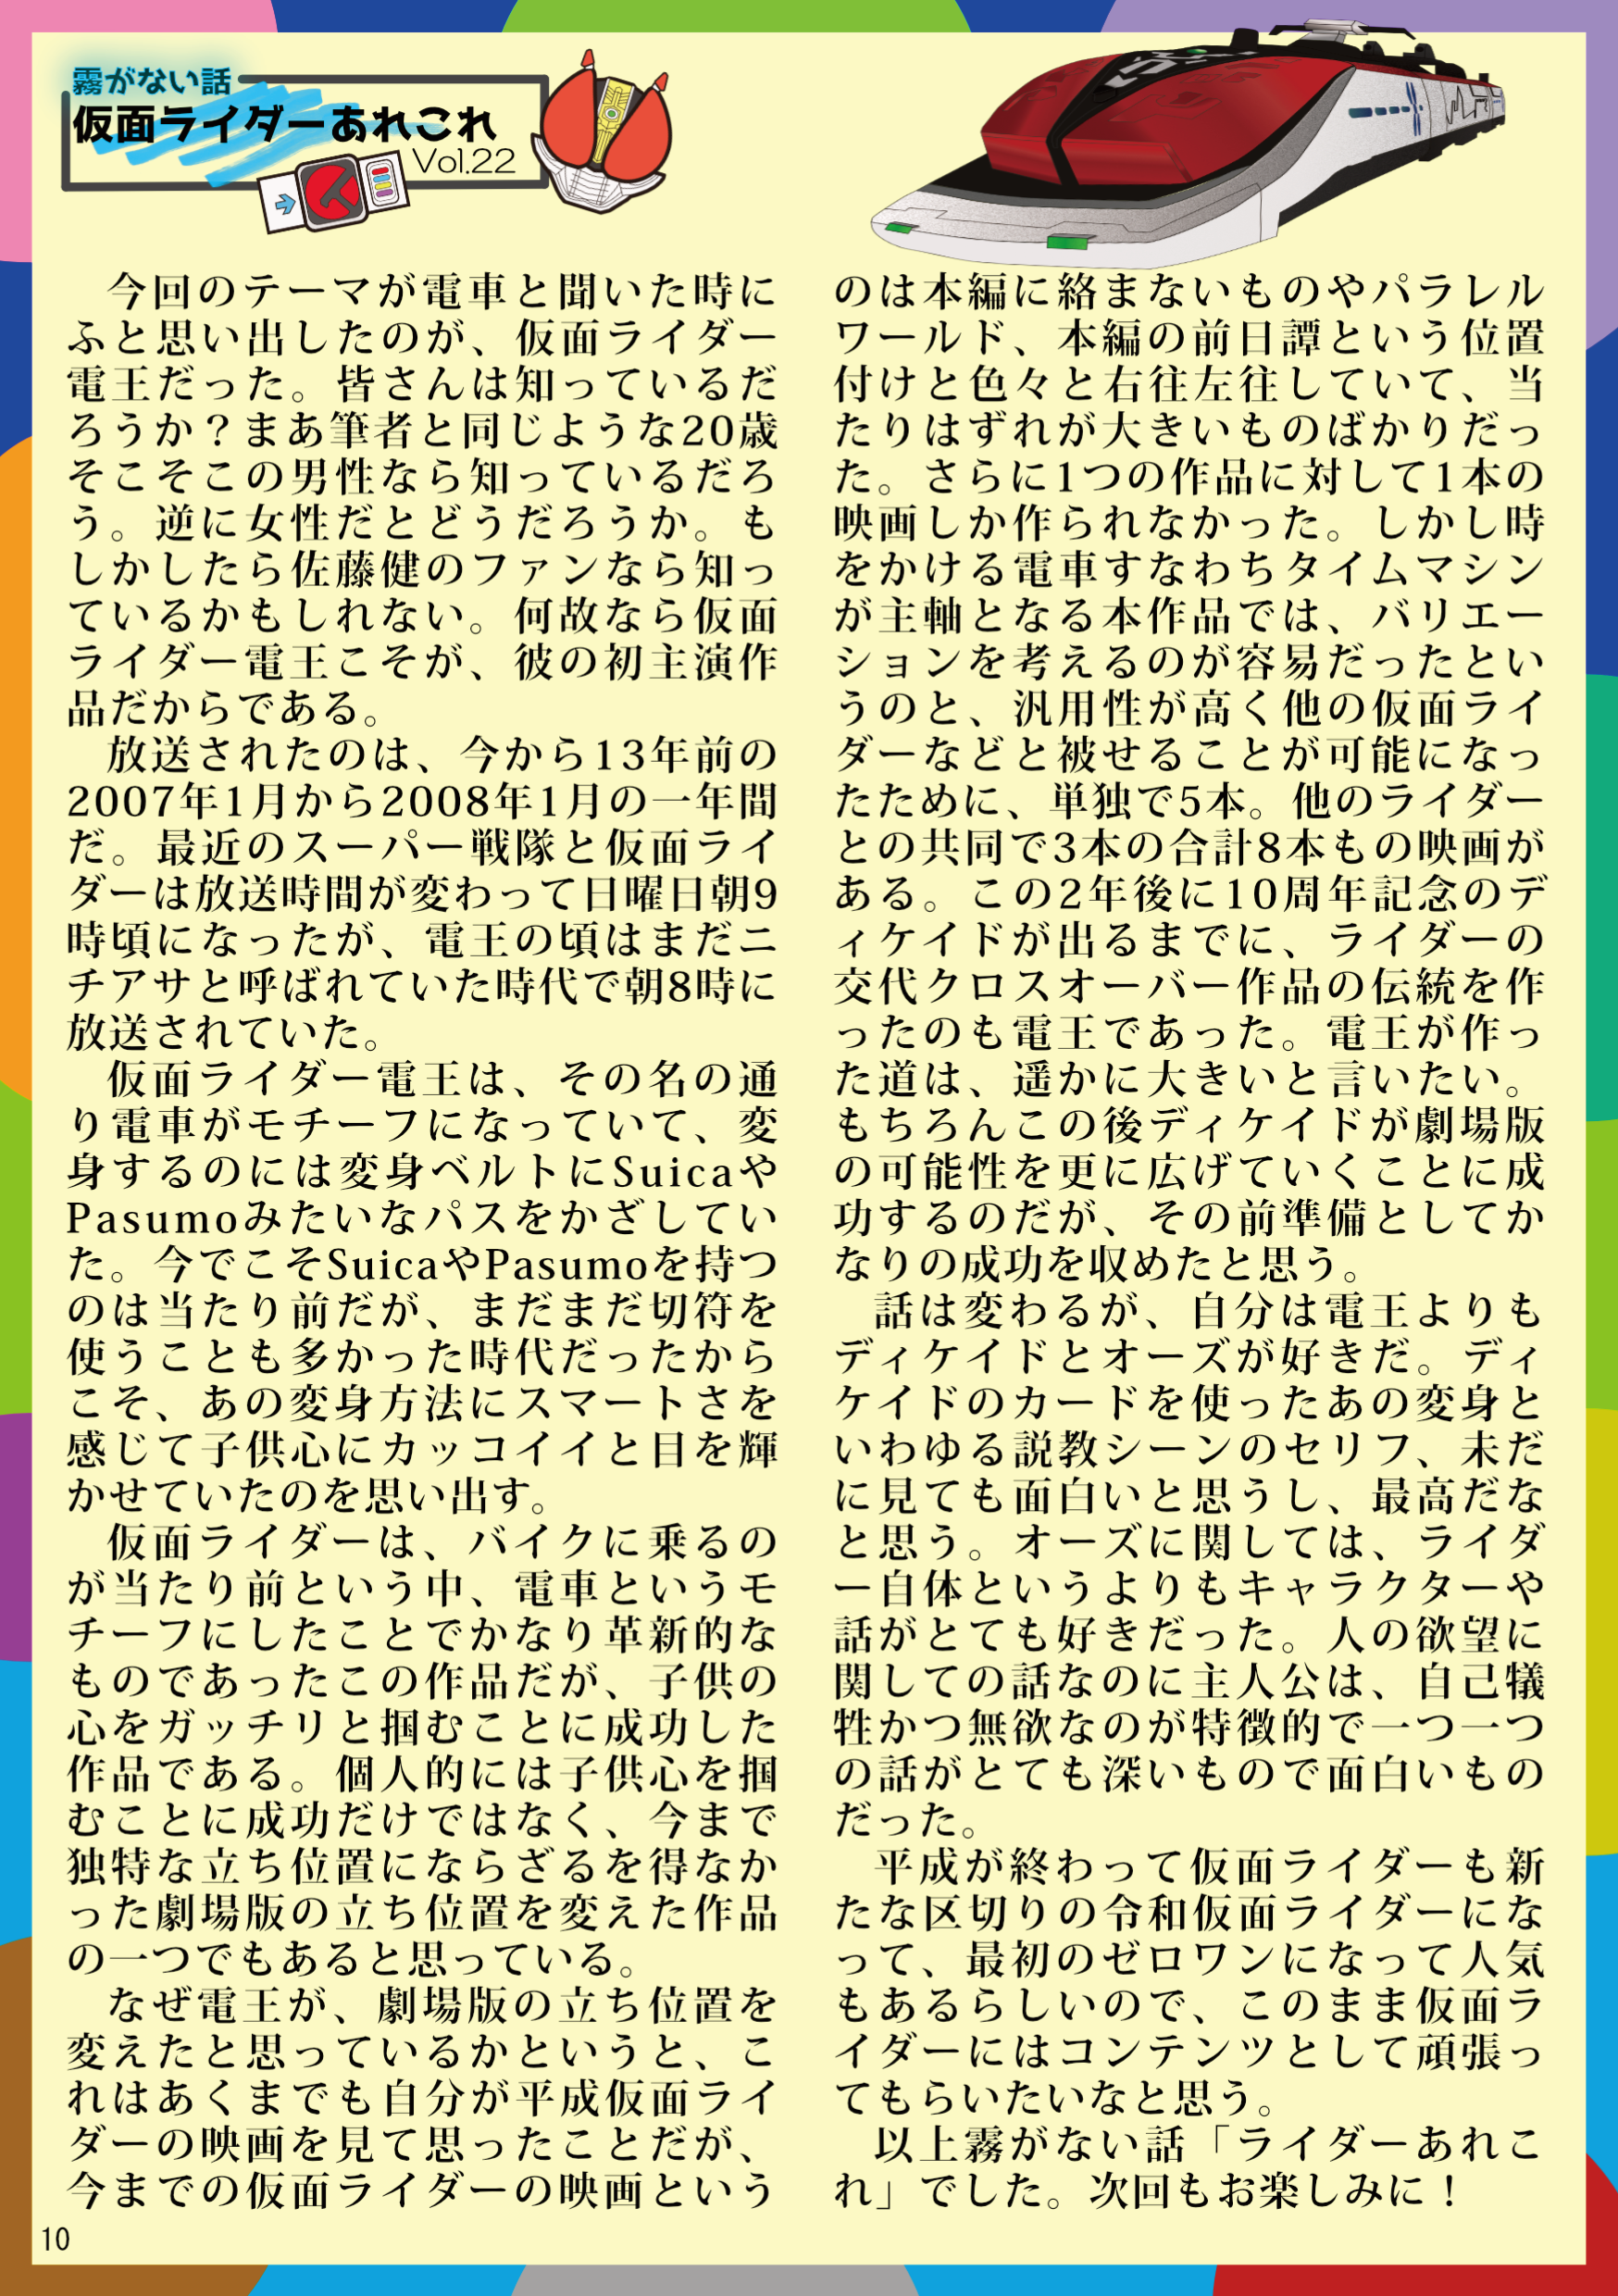 霧がない話
仮面ライダーあれこれ
Vol.22
今回のテーマが電車と聞いた時に
ふと思い出したのが、仮面ライダー
電王だった。皆さんは知っているだ
ろうか？まあ筆者と同じような20歳
そこそこの男性なら知っているだろ
う。逆に女性だとどうだろうか。も
しかしたら佐藤健のファンなら知っ
ているかもしれない。何故なら仮面
ライダー電王こそが、彼の初主演作
品だからである。
放送されたのは、今から13年前の
2007年1月から2008年1月の一年間
だ。最近のスーパー戦隊と仮面ライ
ダーは放送時間が変わって日曜日朝9
時頃になったが、電王の頃はまだニ
チアサと呼ばれていた時代で朝8時に
放送されていた。
仮面ライダー電王は、その名の通
り電車がモチーフになっていて、変
身するのには変身ベルトにSuicaや
Pasumoみたいなパスをかざしてい
た。今でこそSuicaやPasumoを持つ
のは当たり前だが、まだまだ切符を
使うことも多かった時代だったから
こそ、あの変身方法にスマートさを
感じて子供心にカッコイイと目を輝
かせていたのを思い出す。
仮面ライダーは、バイクに乗るの
が当たり前という中、電車というモ
チーフにしたことでかなり革新的な
ものであったこの作品だが、子供の
心をガッチリと掴むことに成功した
作品である。個人的には子供心を掴
むことに成功だけではなく、今まで
独特な立ち位置にならざるを得なか
った劇場版の立ち位置を変えた作品
の一つでもあると思っている。
なぜ電王が、劇場版の立ち位置を
変えたと思っているかというと、こ
れはあくまでも自分が平成仮面ライ
ダーの映画を見て思ったことだが、
今までの仮面ライダーの映画という
のは本編に絡まないものやパラレル
ワールド、本編の前日譚という位置
付けと色々と右往左往していて、当
たりはずれが大きいものばかりだっ
た。さらに1つの作品に対して1本の
映画しか作られなかった。しかし時
をかける電車すなわちタイムマシン
が主軸となる本作品では、バリエー
ションを考えるのが容易だったとい
うのと、汎用性が高く他の仮面ライ
ダーなどと被せることが可能になっ
たために、単独で5本。他のライダー
との共同で3本の合計8本もの映画が
ある。この2年後に10周年記念のデ
ィケイドが出るまでに、ライダーの
交代クロスオーバー作品の伝統を作
ったのも電王であった。電王が作っ
た道は、遥かに大きいと言いたい。
もちろんこの後ディケイドが劇場版
の可能性を更に広げていくことに成
功するのだが、その前準備としてか
なりの成功を収めたと思う。
話は変わるが、自分は電王よりも
ディケイドとオーズが好きだ。ディ
ケイドのカードを使ったあの変身と
いわゆる説教シーンのセリフ、未だ
に見ても面白いと思うし、最高だな
と思う。オーズに関しては、ライダ
ー自体というよりもキャラクターや
話がとても好きだった。人の欲望に
関しての話なのに主人公は、自己犠
牲かつ無欲なのが特徴的で一つ一つ
の話がとても深いもので面白いもの
だった。
平成が終わって仮面ライダーも新
たな区切りの令和仮面ライダーにな
って、最初のゼロワンになって人気
もあるらしいので、このまま仮面ラ
イダーにはコンテンツとして頑張っ
てもらいたいなと思う。
以上霧がない話「ライダーあれこ
れ」でした。次回もお楽しみに！
10